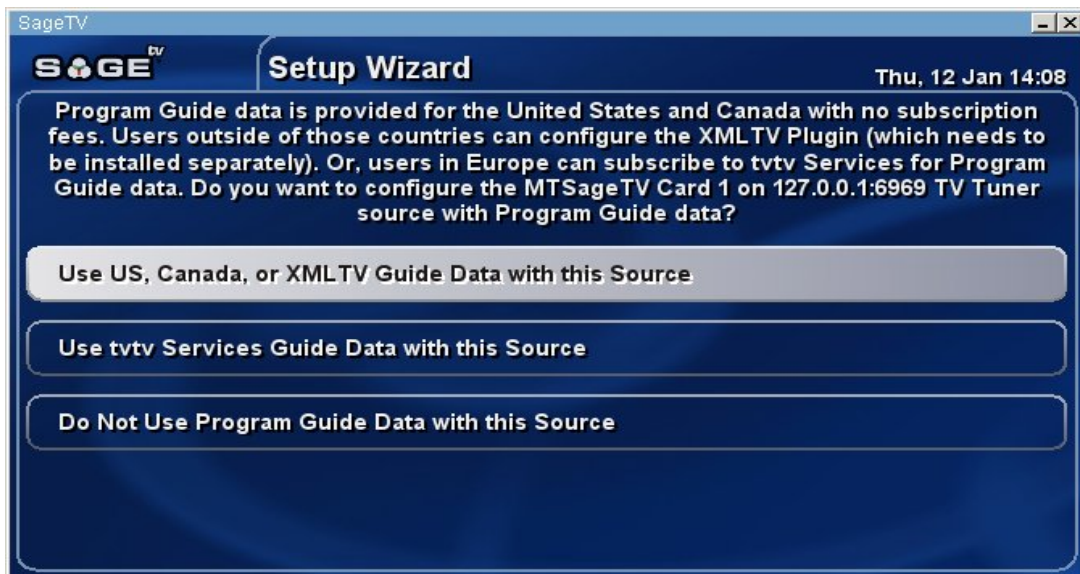 SageTV
SAGE tv
Setup Wizard
Thu, 12 Jan 14:08
Program Guide data is provided for the United States and Canada with no subscription
fees. Users outside of those countries can configure the XMLTV Plugin (which needs to
be installed separately). Or, users in Europe can subscribe to tvtv Services for Program
Guide data. Do you want to configure the MTSageTV Card 1 on 127.0.0.1:6969 TV Tuner
source with Program Guide data?
Use US, Canada, or XMLTV Guide Data with this Source
Use tvtv Services Guide Data with this Source
Do Not Use Program Guide Data with this Source